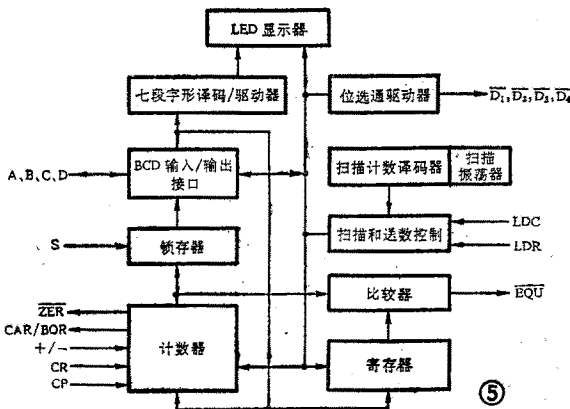 LED 显示器
七段字形译码/驱动器
位选通驱动器
D̅₁,D̅₂,D̅₃,D̅₄
A、B、C、D
BCD 输入/输出
接口
扫描计数译码器
扫描
振荡器
扫描和送数控制
LDC
LDR
S
锁存器
比较器
E̅Q̅U̅
Z̅E̅R̅
CAR/BOR
+/−
CR
CP
计数器
寄存器
⑤